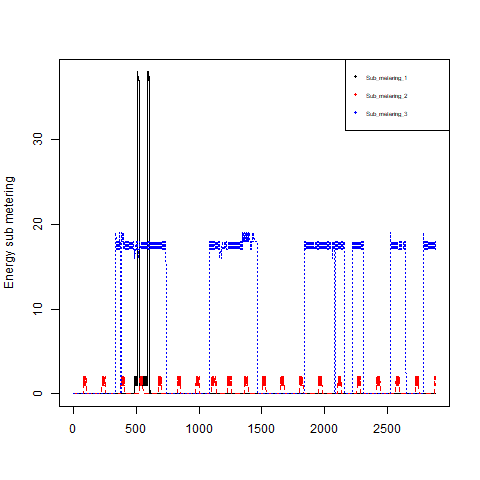 Sub_metering_1
Sub_metering_2
Sub_metering_3
Energy sub metering
30
20
10
0
0 500 1000 1500 2000 2500